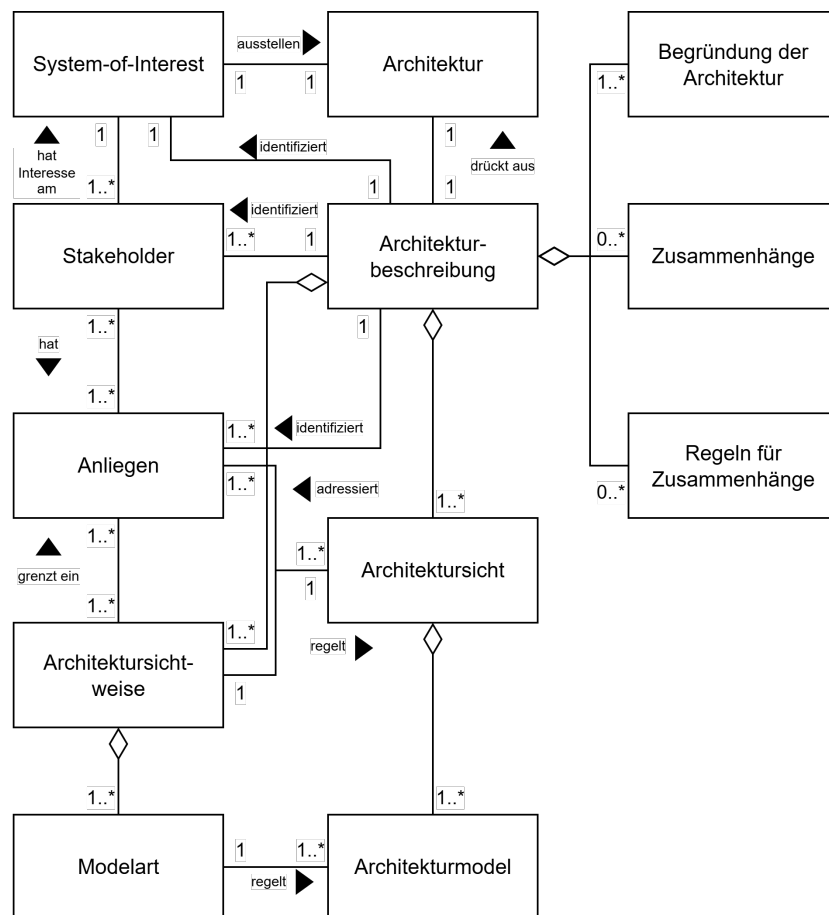 System-of-Interest
ausstellen
1
1
Architektur
Begründung der
Architektur
1..*
1
1
identifiziert
1
drückt aus
hat
Interesse
am
1..*
1
1
identifiziert
Stakeholder
1..*
1
Architektur-
beschreibung
0..*
Zusammenhänge
1..*
1
hat
1..*
1..*
identifiziert
Anliegen
1..*
adressiert
Regeln für
Zusammenhänge
0..*
1..*
1..*
1..*
grenzt ein
1
Architektursicht
1..*
1..*
Architektursicht-
weise
regelt
1
1..*
1..*
Modelart
1
1..*
Architekturmodel
regelt